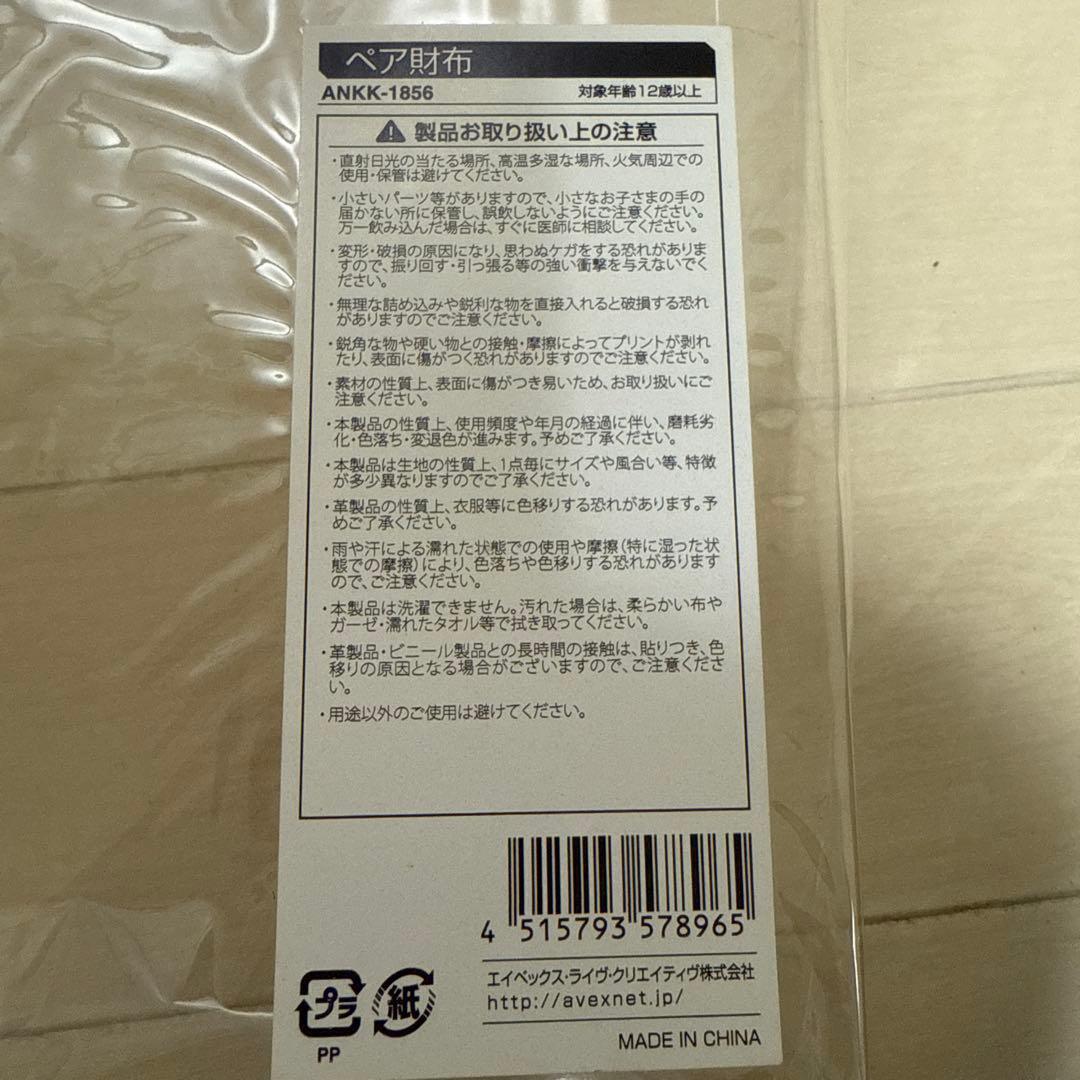 ペア財布
ANKK-1856 対象年齢12歳以上
製品お取り扱い上の注意
・直射日光の当たる場所、高温多湿な場所、火気周辺での
使用・保管は避けてください。
・小さいパーツ等がありますので、小さなお子さまの手の
届かない所に保管し、誤飲しないようにご注意ください。
万一飲み込んだ場合は、すぐに医師に相談してください。
・変形・破損の原因になり、思わぬケガをする恐れがありま
すので、振り回す・引っ張る等の強い衝撃を与えないでく
ださい。
・無理な詰め込みや鋭利な物を直接入れると破損する恐れ
がありますのでご注意ください。
・鋭角な物や硬い物との接触・摩擦によってプリントが剥れ
たり、表面に傷がつく恐れがありますのでご注意ください。
・素材の性質上、表面に傷がつき易いため、お取り扱いにご
注意ください。
・本製品の性質上、使用頻度や年月の経過に伴い、磨耗劣
化・色落ち・変退色が進みます。予めご了承ください。
・本製品は生地の性質上、1点毎にサイズや風合い等、特徴
が多少異なりますのでご了承ください。
・革製品の性質上、衣服等に色移りする恐れがあります。予
めご了承ください。
・雨や汗による濡れた状態での使用や摩擦(特に湿った状
態での摩擦)により、色落ちや色移りする恐れがあります
ので、ご注意ください。
・本製品は洗濯できません。汚れた場合は、柔らかい布や
ガーゼ・濡れたタオル等で拭き取ってください。
・革製品・ビニール製品との長時間の接触は、貼りつき、色
移りの原因となる場合がございますので、ご注意くださ
い。
・用途以外のご使用は避けてください。
4 515793 578965
エイベックス・ライヴ・クリエイティヴ株式会社
http://avexnet.jp/
プラ 紙
PP
MADE IN CHINA